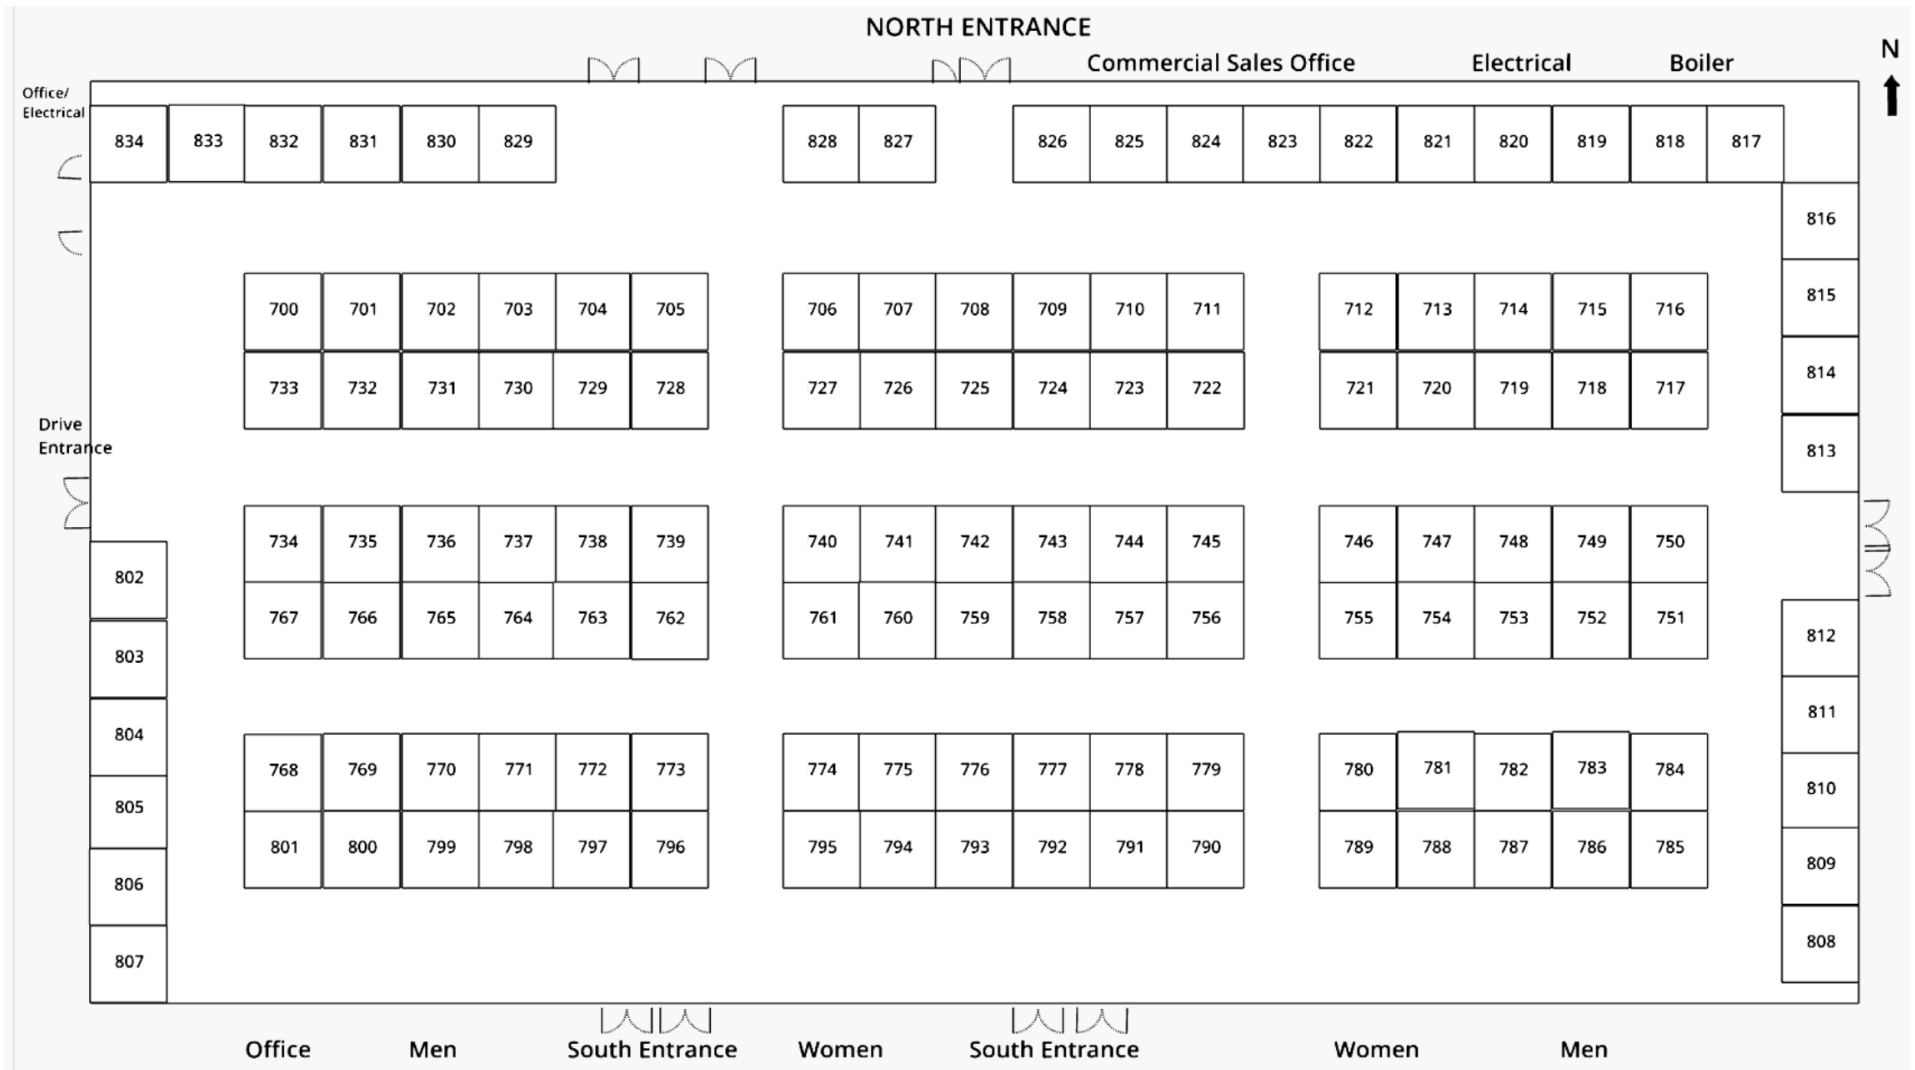 NORTH ENTRANCE
Commercial Sales Office Electrical Boiler N
Office/
Electrical
834 833 832 831 830 829 828 827 826 825 824 823 822 821 820 819 818 817
816
700 701 702 703 704 705 706 707 708 709 710 711 712 713 714 715 716 815
733 732 731 730 729 728 727 726 725 724 723 722 721 720 719 718 717 814
Drive
Entrance
813
734 735 736 737 738 739 740 741 742 743 744 745 746 747 748 749 750
802
767 766 765 764 763 762 761 760 759 758 757 756 755 754 753 752 751 812
803
811
804
768 769 770 771 772 773 774 775 776 777 778 779 780 781 782 783 784 810
805
801 800 799 798 797 796 795 794 793 792 791 790 789 788 787 786 785 809
806
808
807
Office Men South Entrance Women South Entrance Women Men